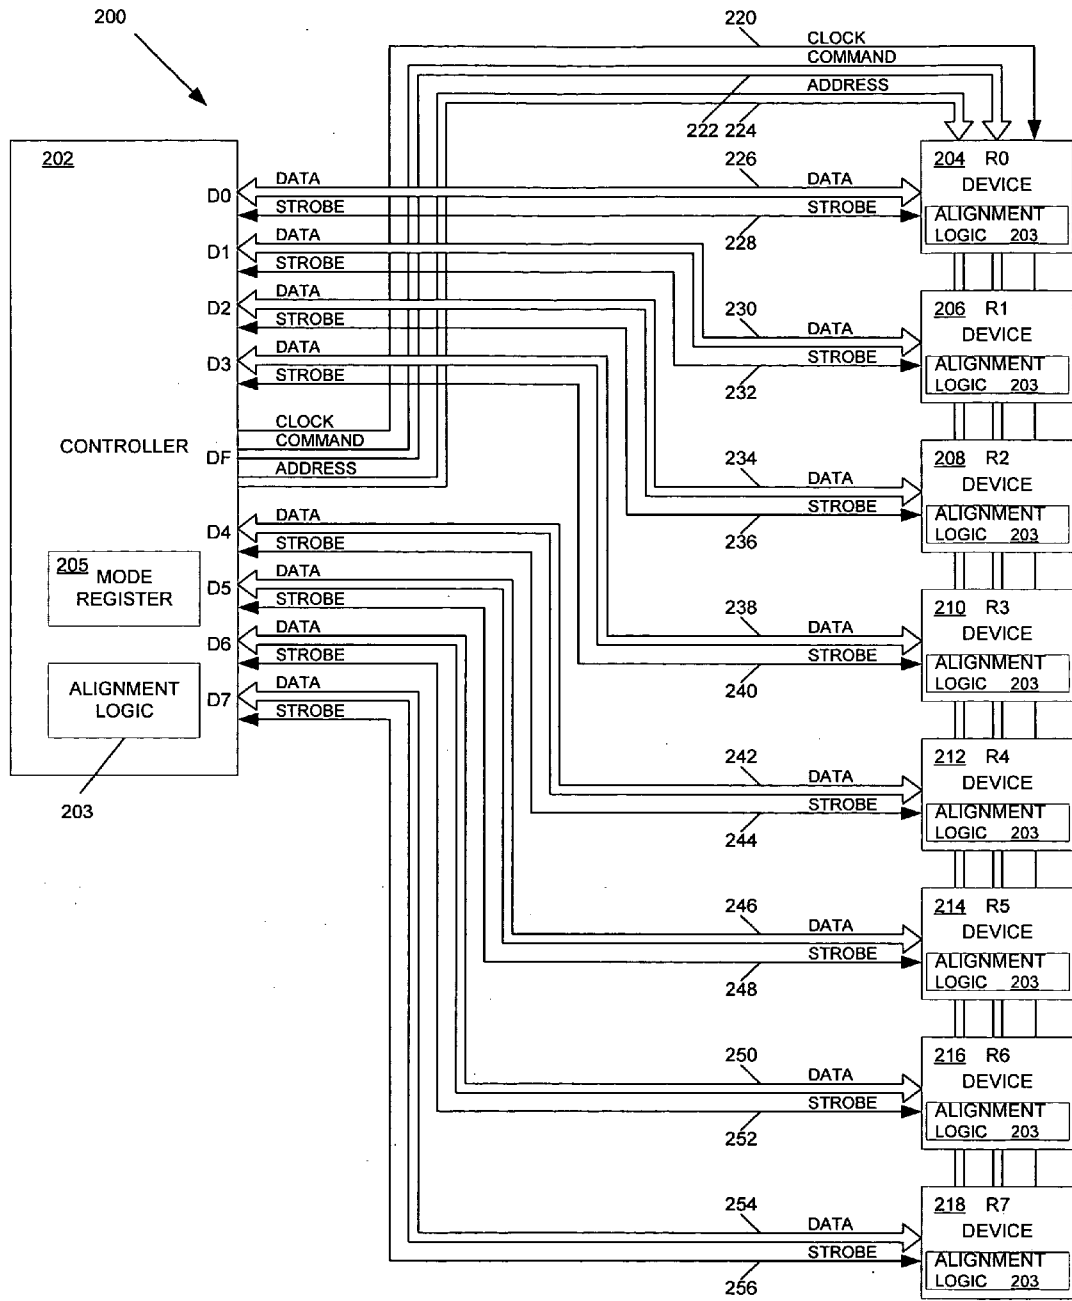 200
220
CLOCK
COMMAND
ADDRESS
222
224
202
D0
DATA
STROBE
226
DATA
STROBE
228
204 R0
DEVICE
ALIGNMENT
LOGIC 203
D1
DATA
STROBE
230
DATA
STROBE
232
206 R1
DEVICE
ALIGNMENT
LOGIC 203
D2
DATA
STROBE
D3
DATA
STROBE
CONTROLLER
DF
CLOCK
COMMAND
ADDRESS
234
DATA
STROBE
236
208 R2
DEVICE
ALIGNMENT
LOGIC 203
D4
DATA
STROBE
205
MODE
REGISTER
D5
DATA
STROBE
238
DATA
STROBE
240
210 R3
DEVICE
ALIGNMENT
LOGIC 203
D6
DATA
STROBE
ALIGNMENT
LOGIC
D7
DATA
STROBE
203
242
DATA
STROBE
244
212 R4
DEVICE
ALIGNMENT
LOGIC 203
246
DATA
STROBE
248
214 R5
DEVICE
ALIGNMENT
LOGIC 203
250
DATA
STROBE
252
216 R6
DEVICE
ALIGNMENT
LOGIC 203
254
DATA
STROBE
256
218 R7
DEVICE
ALIGNMENT
LOGIC 203